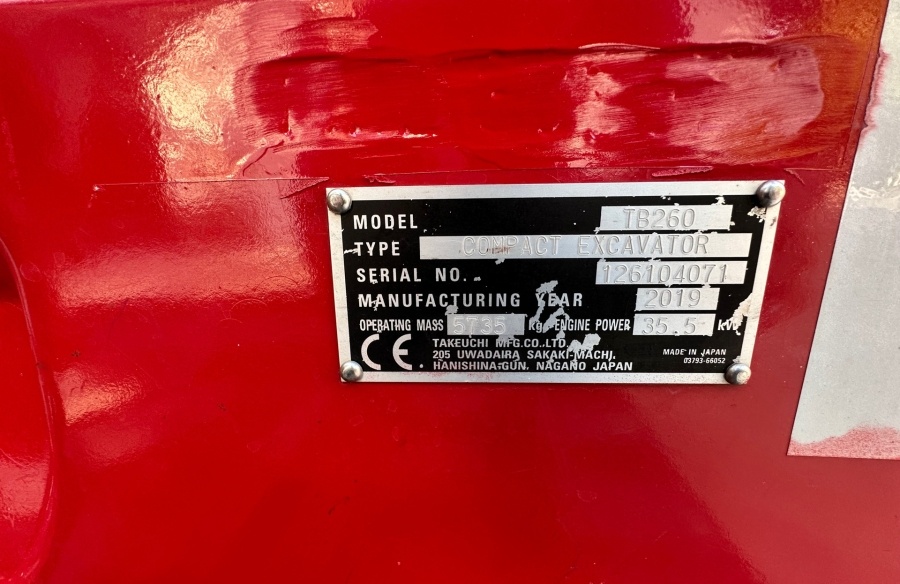 MODEL TB260
TYPE COMPACT EXCAVATOR
SERIAL NO. 126104071
MANUFACTURING YEAR 2019
OPERATING MASS 5735 kg ENGINE POWER 35.5 kW
CE TAKEUCHI MFG.CO.,LTD.
205 UWADAIRA SAKAKI-MACHI,
HANISHINA-GUN, NAGANO JAPAN
MADE IN JAPAN
03793-66052